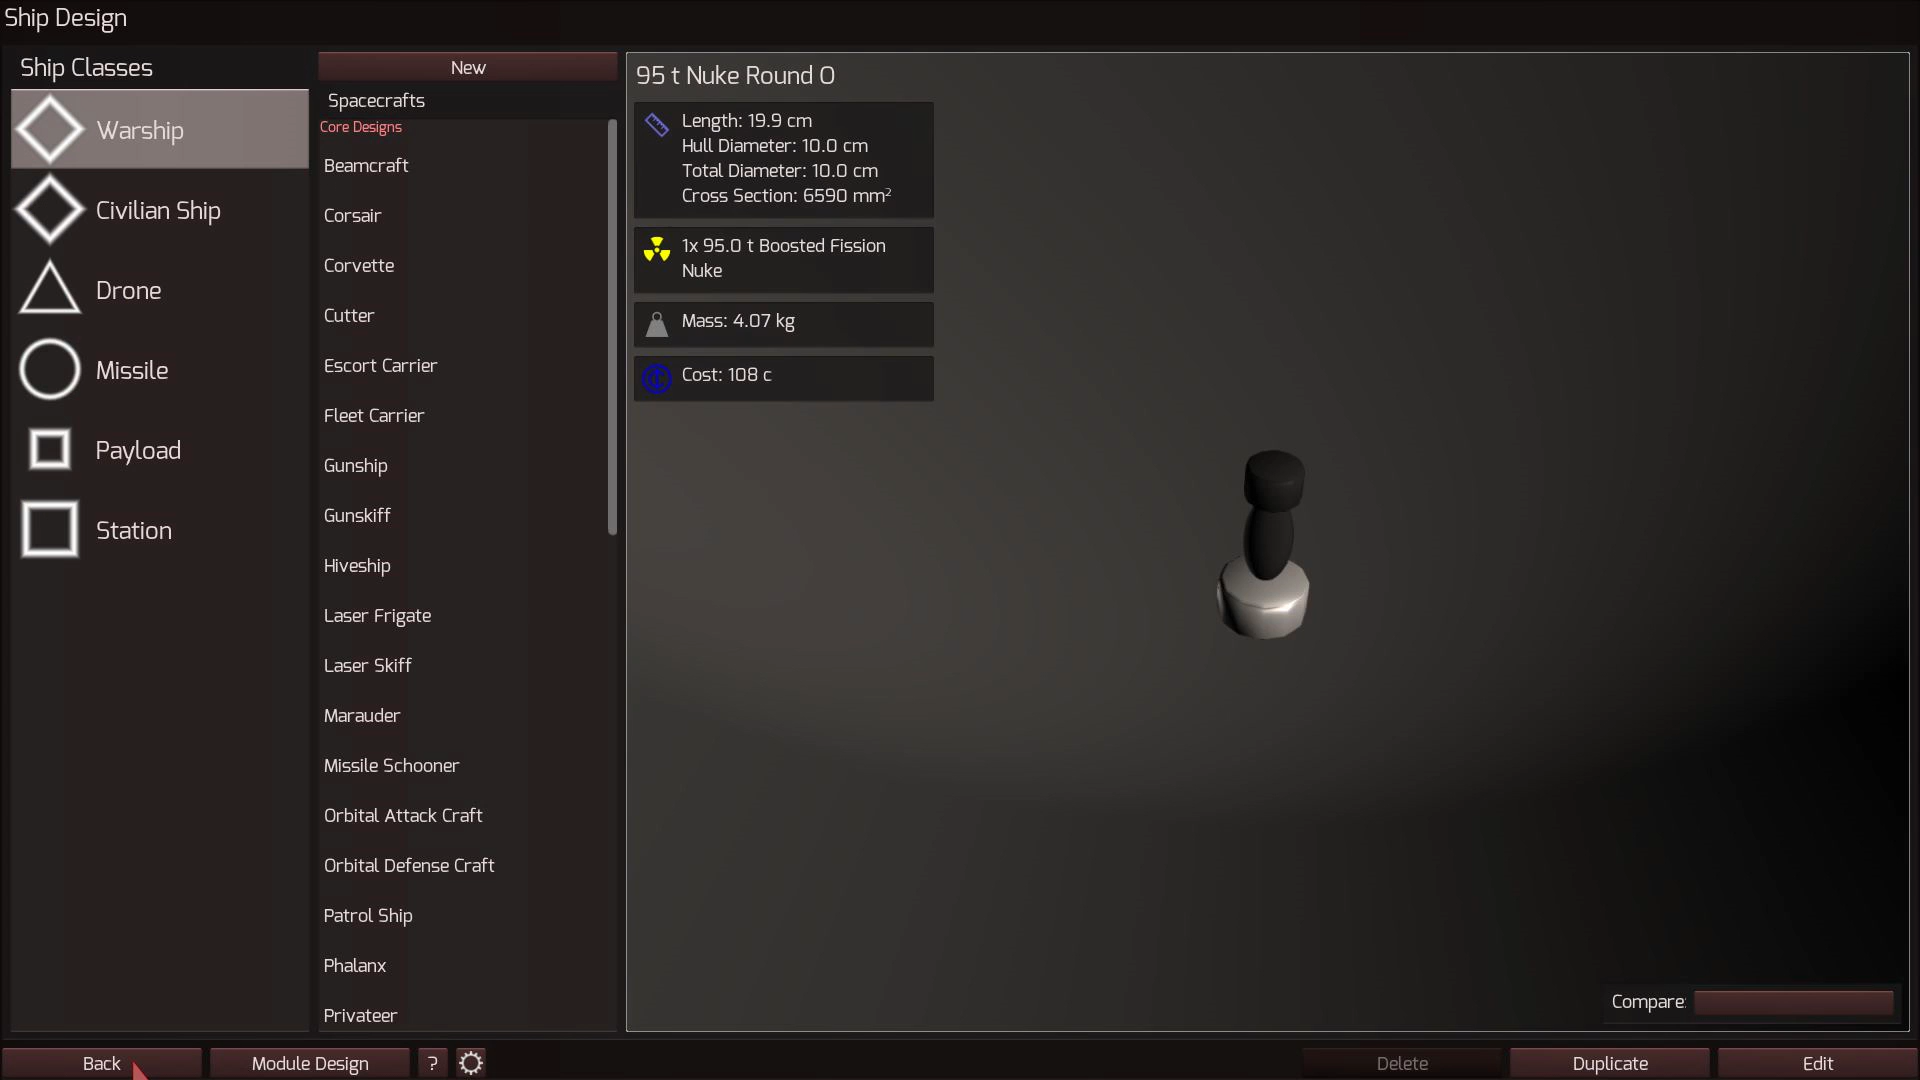 Ship Design
Ship Classes
Warship
Civilian Ship
Drone
Missile
Payload
Station
New
Spacecrafts
Core Designs
Beamcraft
Corsair
Corvette
Cutter
Escort Carrier
Fleet Carrier
Gunship
Gunskiff
Hiveship
Laser Frigate
Laser Skiff
Marauder
Missile Schooner
Orbital Attack Craft
Orbital Defense Craft
Patrol Ship
Phalanx
Privateer
95 t Nuke Round 0
Length: 19.9 cm
Hull Diameter: 10.0 cm
Total Diameter: 10.0 cm
Cross Section: 6590 mm²
1x 95.0 t Boosted Fission
Nuke
Mass: 4.07 kg
Cost: 108 c
Compare:
Back
Module Design
?
Delete
Duplicate
Edit